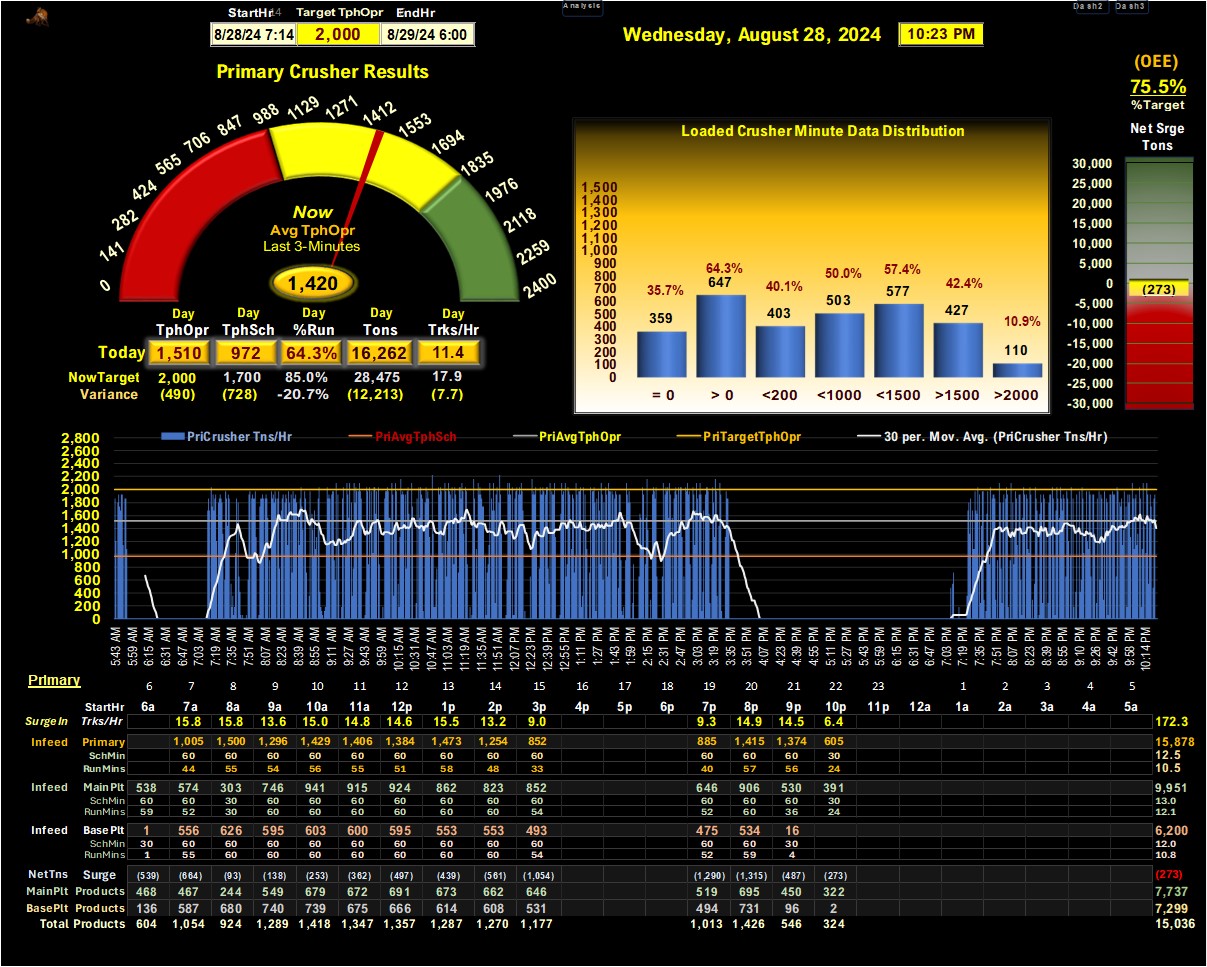 StartHr 14 Target TphOpr EndHr
8/28/24 7:14 2,000 8/29/24 6:00
Analysis
Wednesday, August 28, 2024 10:23 PM
Dash2 Dash3
Primary Crusher Results
0 141 282 424 565 706 847 988 1129 1271 1412 1553 1694 1835 1976 2118 2259 2400
Now
Avg TphOpr
Last 3-Minutes
1,420
Day Day Day Day Day
TphOpr TphSch %Run Tons Trks/Hr
Today 1,510 972 64.3% 16,262 11.4
NowTarget 2,000 1,700 85.0% 28,475 17.9
Variance (490) (728) -20.7% (12,213) (7.7)
Loaded Crusher Minute Data Distribution
1,500
1,400
1,300
1,200
1,100
1,000
900
800
700
600
500
400
300
200
100
0
35.7% 64.3% 40.1% 50.0% 57.4% 42.4% 10.9%
359 647 403 503 577 427 110
= 0 > 0 <200 <1000 <1500 >1500 >2000
(OEE)
75.5%
%Target
Net Srge
Tons
30,000
25,000
20,000
15,000
10,000
5,000
0
-5,000
-10,000
-15,000
-20,000
-25,000
-30,000
(273)
PriCrusher Tns/Hr PriAvgTphSch PriAvgTphOpr PriTargetTphOpr 30 per. Mov. Avg. (PriCrusher Tns/Hr)
2,800
2,600
2,400
2,200
2,000
1,800
1,600
1,400
1,200
1,000
800
600
400
200
0
5:43 AM 5:59 AM 6:15 AM 6:31 AM 6:47 AM 7:03 AM 7:19 AM 7:35 AM 7:51 AM 8:07 AM 8:23 AM 8:39 AM 8:55 AM 9:11 AM 9:27 AM 9:43 AM 9:59 AM 10:15 AM 10:31 AM 10:47 AM 11:03 AM 11:19 AM 11:35 AM 11:51 AM 12:07 PM 12:23 PM 12:39 PM 12:55 PM 1:11 PM 1:27 PM 1:43 PM 1:59 PM 2:15 PM 2:31 PM 2:47 PM 3:03 PM 3:19 PM 3:35 PM 3:51 PM 4:07 PM 4:23 PM 4:39 PM 4:55 PM 5:11 PM 5:27 PM 5:43 PM 5:59 PM 6:15 PM 6:31 PM 6:47 PM 7:03 PM 7:19 PM 7:35 PM 7:51 PM 8:07 PM 8:23 PM 8:39 PM 8:54 PM 9:10 PM 9:26 PM 9:42 PM 9:58 PM 10:14 PM
Primary
6 7 8 9 10 11 12 13 14 15 16 17 18 19 20 21 22 23 1 2 3 4 5
StartHr 6a 7a 8a 9a 10a 11a 12p 1p 2p 3p 4p 5p 6p 7p 8p 9p 10p 11p 12a 1a 2a 3a 4a 5a
SurgeIn Trks/Hr 15.8 15.8 13.6 15.0 14.8 14.6 15.5 13.2 9.0 9.3 14.9 14.5 6.4 172.3
Infeed Primary 1,005 1,500 1,296 1,429 1,406 1,384 1,473 1,254 852 885 1,415 1,374 605 15,878
SchMin 60 60 60 60 60 60 60 60 60 60 60 60 30 12.5
RunMins 44 55 54 56 55 51 58 48 33 40 57 56 24 10.5
Infeed MainPlt 538 574 303 746 941 915 924 862 823 852 646 906 530 391 9,951
SchMin 60 60 30 60 60 60 60 60 60 60 60 60 60 30 13.0
RunMins 59 52 30 60 60 60 60 60 60 54 52 60 36 24 12.1
Infeed BasePlt 1 556 626 595 603 600 595 553 553 493 475 534 16 6,200
SchMin 30 60 60 60 60 60 60 60 60 60 60 60 30 12.0
RunMins 1 55 60 60 60 60 60 60 60 54 52 59 4 10.8
NetTns Surge (539) (664) (93) (138) (253) (362) (497) (439) (561) (1,054) (1,290) (1,315) (487) (273) (273)
MainPlt Products 468 467 244 549 679 672 691 673 662 646 519 695 450 322 7,737
BasePlt Products 136 587 680 740 739 675 666 614 608 531 494 731 96 2 7,299
Total Products 604 1,054 924 1,289 1,418 1,347 1,357 1,287 1,270 1,177 1,013 1,426 546 324 15,036